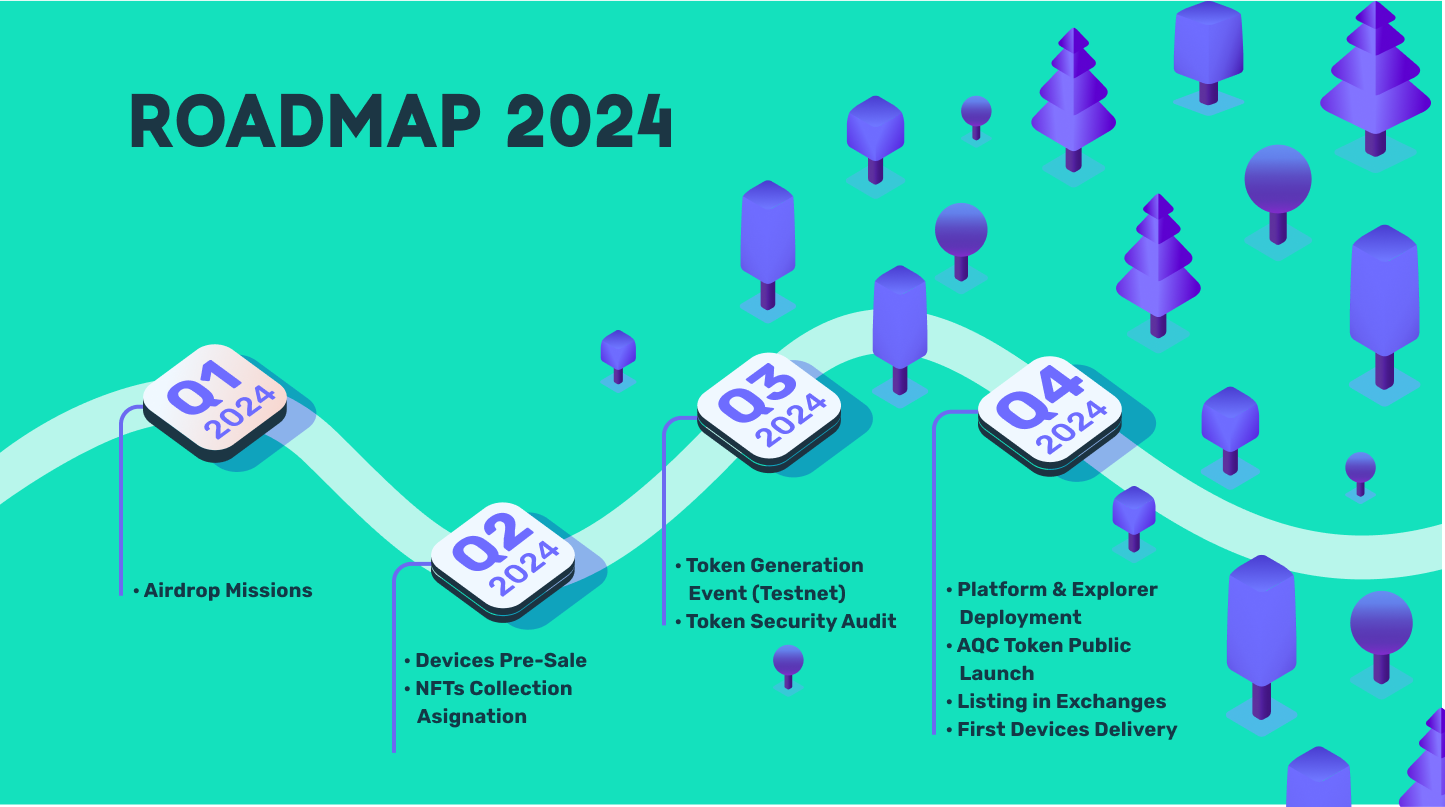 ROADMAP 2024
Q1
2024
• Airdrop Missions
Q2
2024
• Devices Pre-Sale
• NFTs Collection
Asignation
Q3
2024
• Token Generation
Event (Testnet)
• Token Security Audit
Q4
2024
• Platform & Explorer
Deployment
• AQC Token Public
Launch
• Listing in Exchanges
• First Devices Delivery